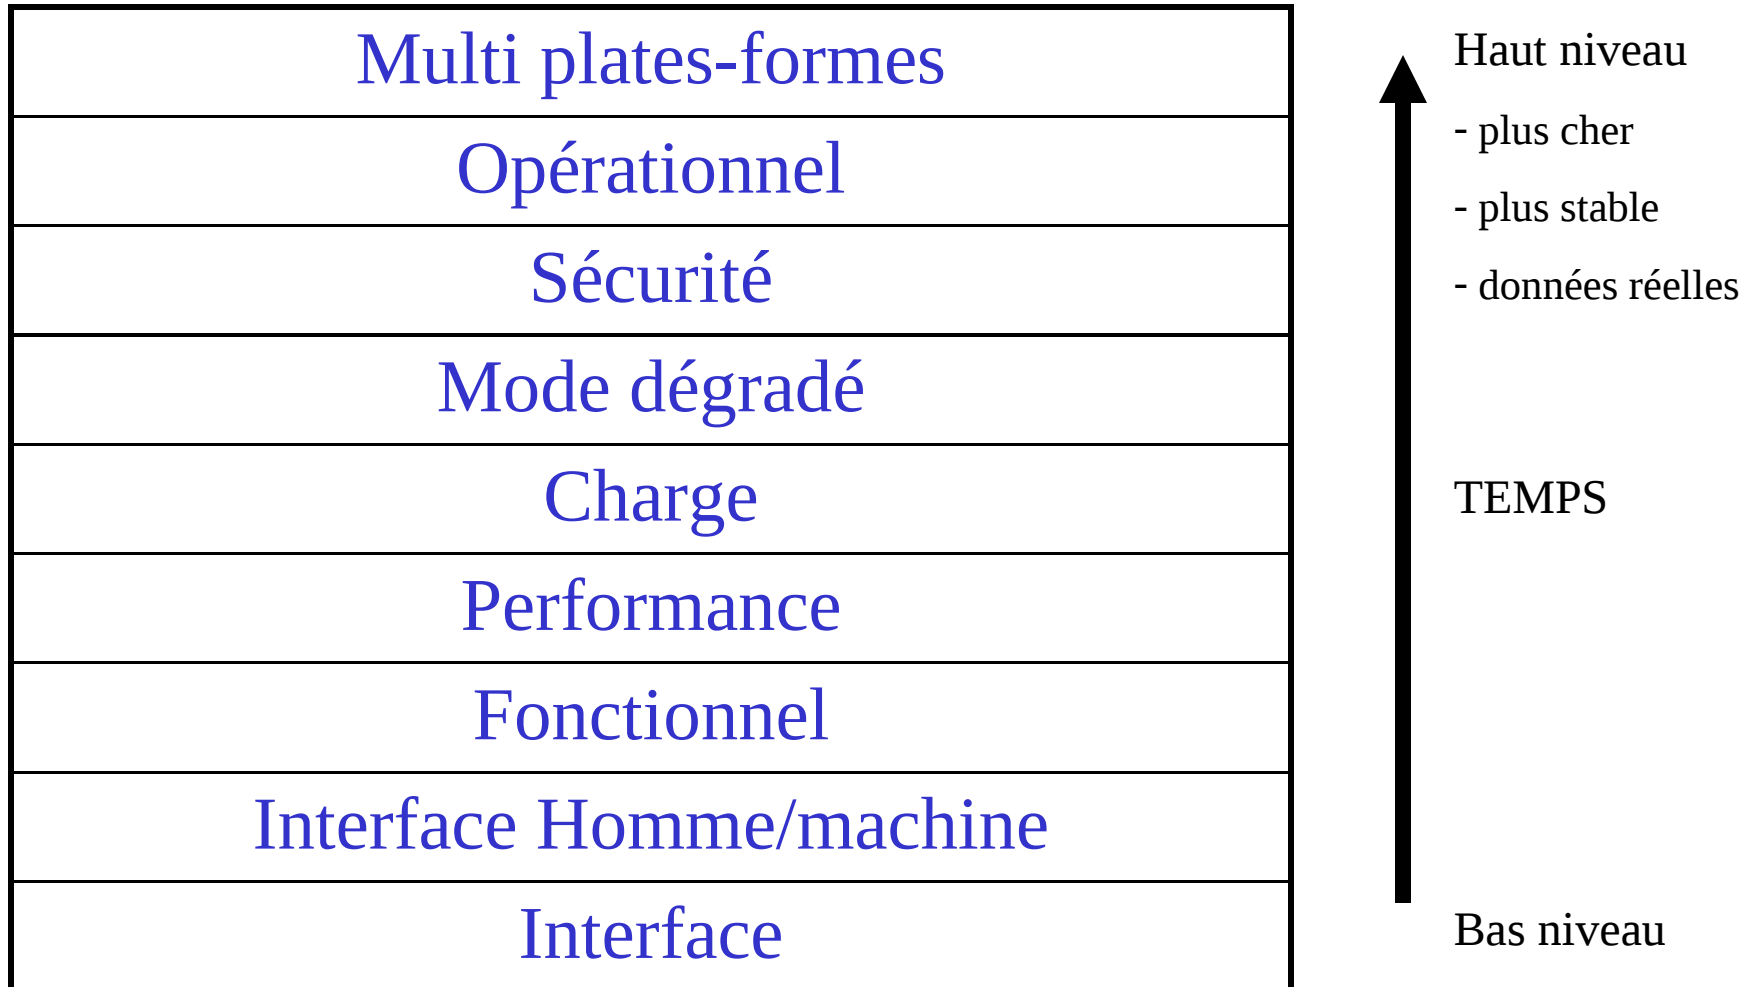 Multi plates-formes
Opérationnel
Sécurité
Mode dégradé
Charge
Performance
Fonctionnel
Interface Homme/machine
Interface
Haut niveau
- plus cher
- plus stable
- données réelles
TEMPS
Bas niveau